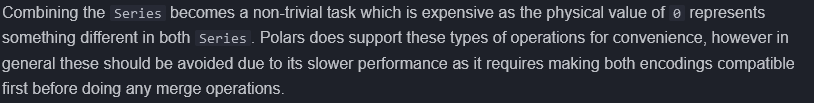 Combining the Series becomes a non-trivial task which is expensive as the physical value of 0 represents
something different in both Series. Polars does support these types of operations for convenience, however in
general these should be avoided due to its slower performance as it requires making both encodings compatible
first before doing any merge operations.